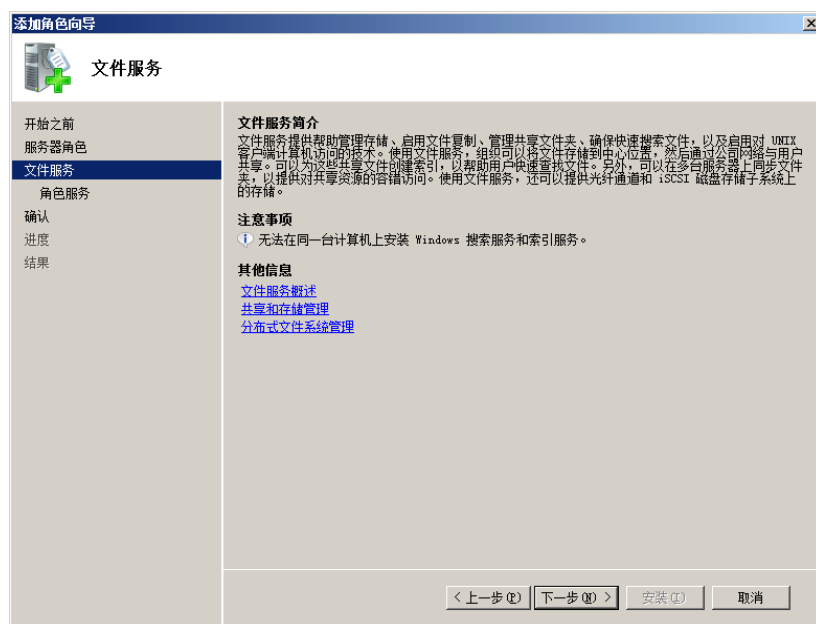 添加角色向导
文件服务
开始之前
服务器角色
文件服务
角色服务
确认
进度
结果
文件服务简介
文件服务提供帮助管理存储、启用文件复制、管理共享文件夹、确保快速搜索文件，以及启用对 UNIX
客户端计算机访问的技术。使用文件服务，组织可以将文件存储到中心位置，然后通过公司网络与用户
共享。可以为这些共享文件创建索引，以帮助用户快速查找文件。另外，可以在多台服务器上同步文件
夹，以提供对共享资源的容错访问。使用文件服务，还可以提供光纤通道和 iSCSI 磁盘存储子系统上
的存储。
注意事项
无法在同一台计算机上安装 Windows 搜索服务和索引服务。
其他信息
文件服务概述
共享和存储管理
分布式文件系统管理
< 上一步(P)
下一步(N) >
安装(I)
取消